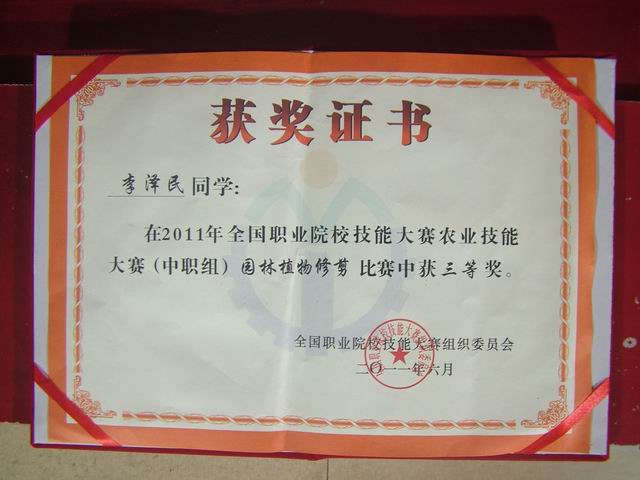 获奖证书
李泽民同学:
在2011年全国职业院校技能大赛农业技能
大赛(中职组)园林植物修剪 比赛中获三等奖。
全国职业院校技能大赛组织委员会
二〇一一年六月